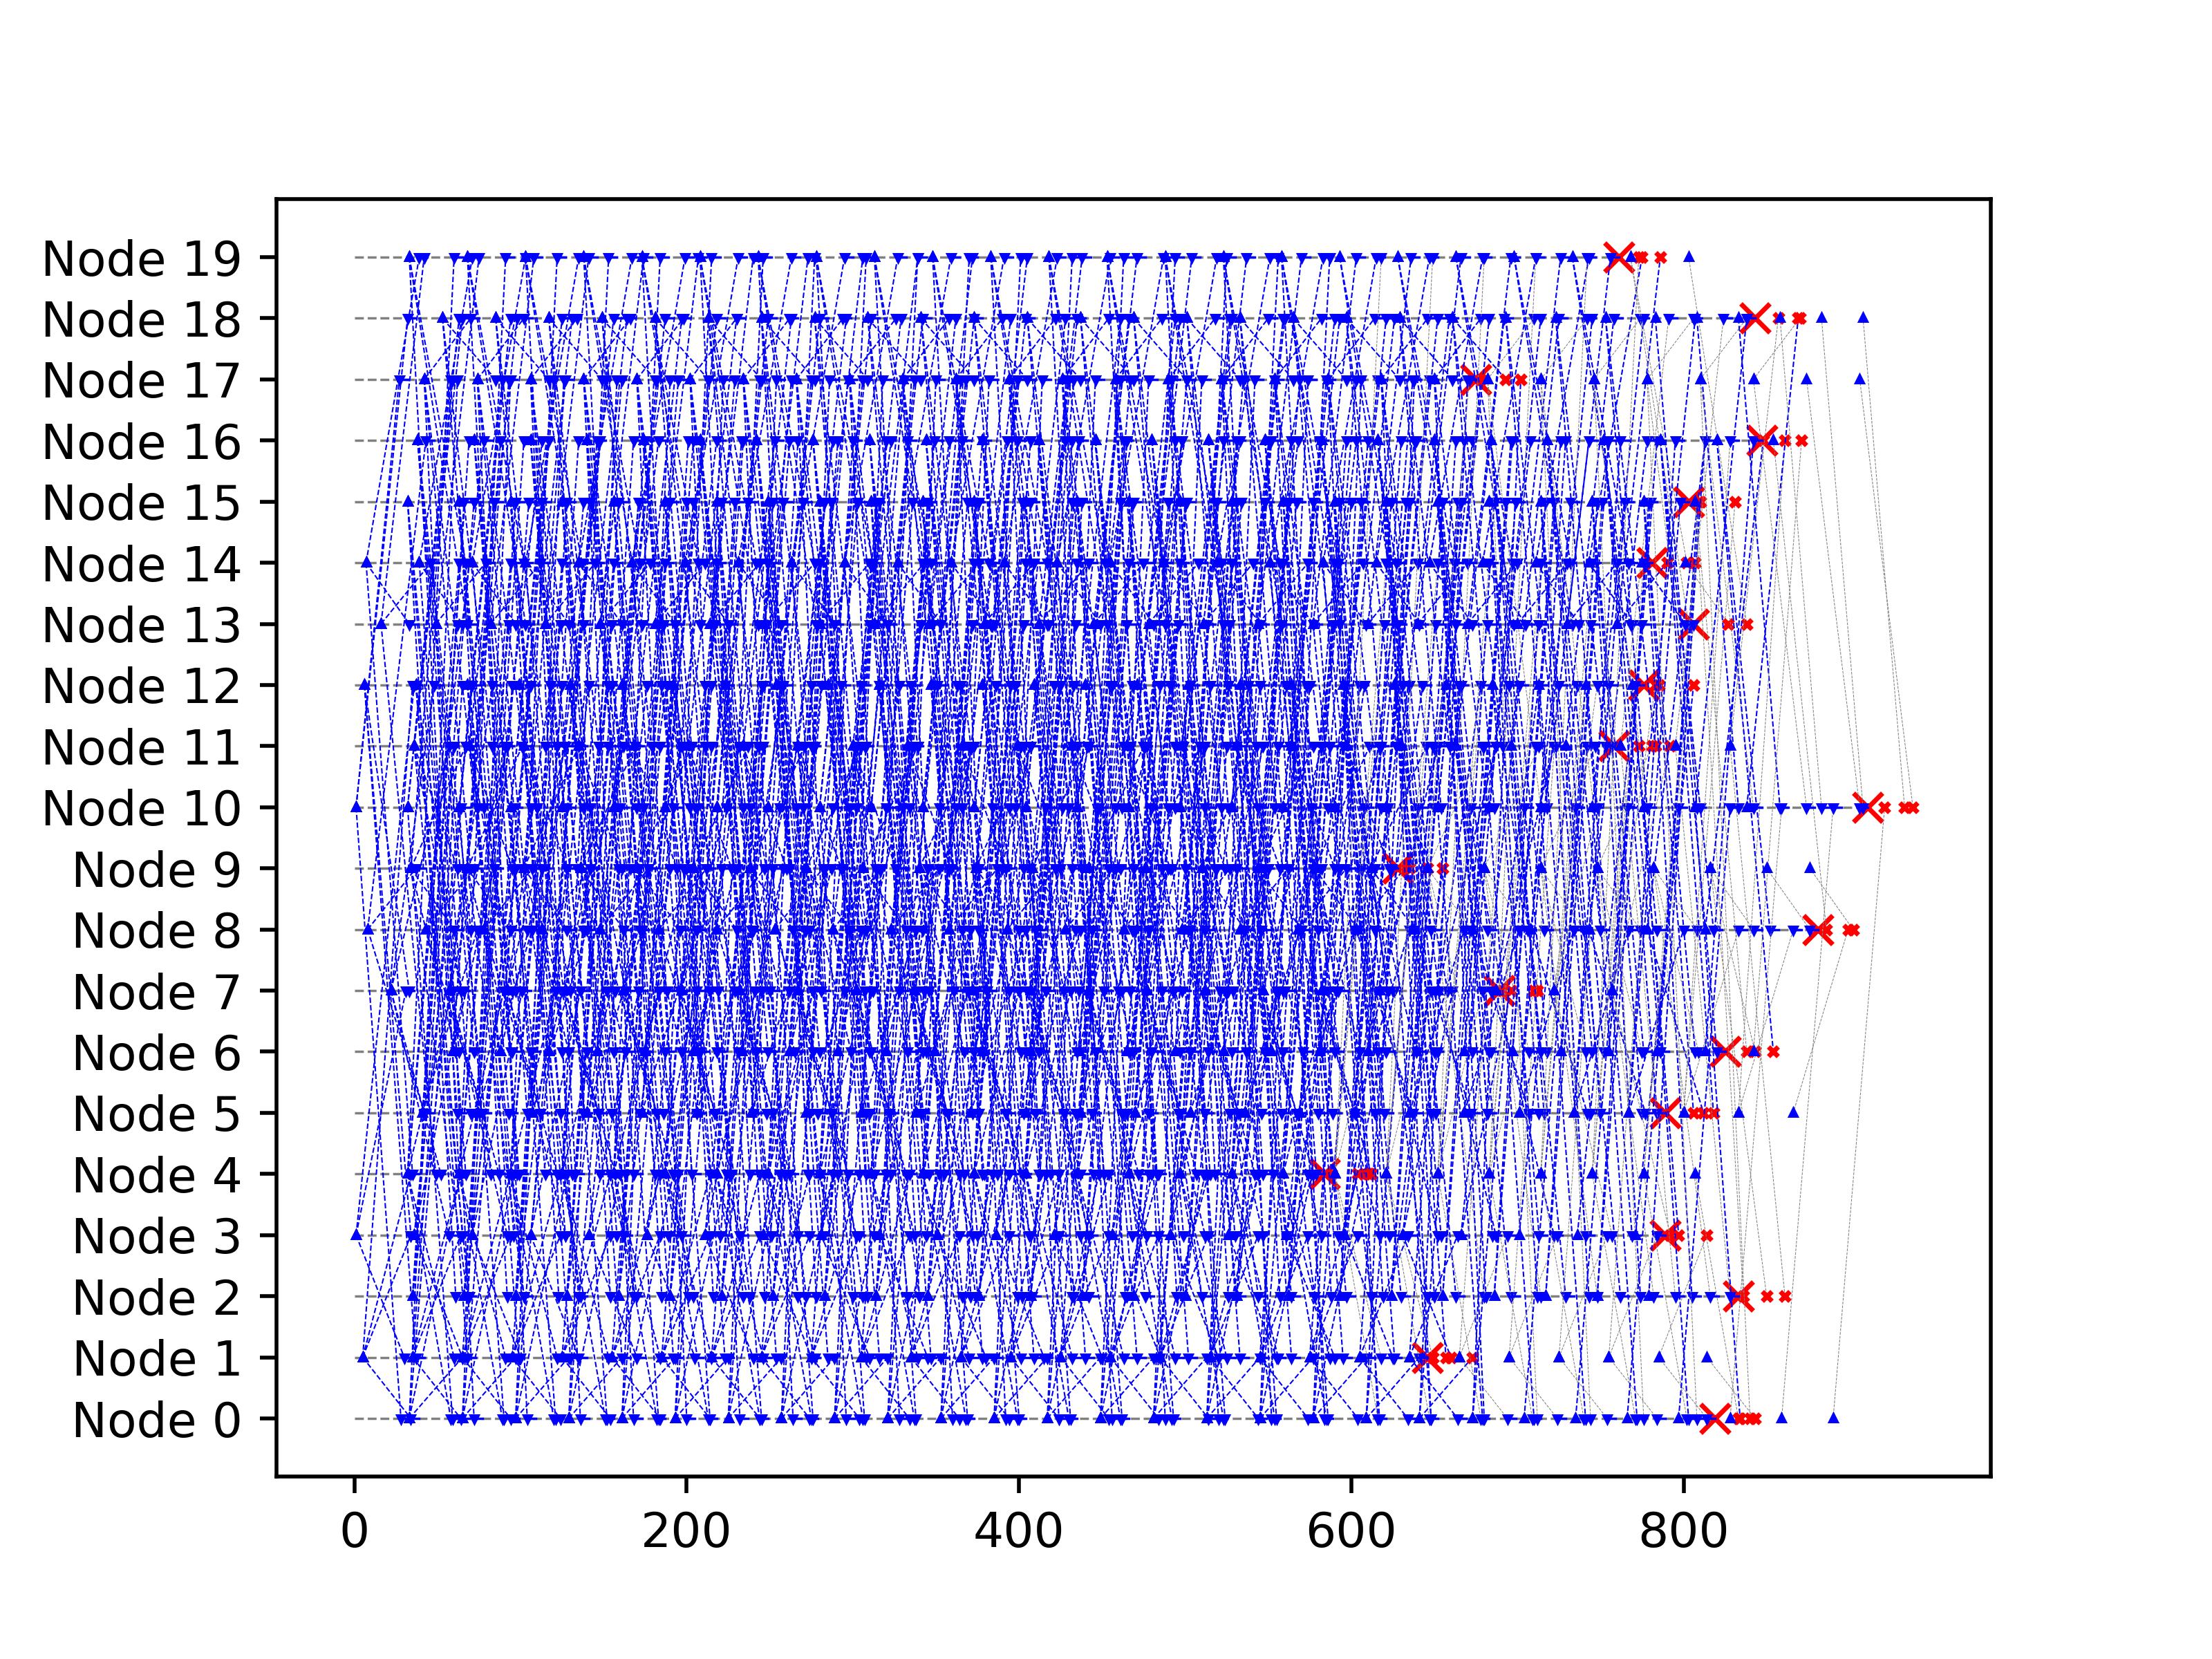 Node 19
Node 18
Node 17
Node 16
Node 15
Node 14
Node 13
Node 12
Node 11
Node 10
Node 9
Node 8
Node 7
Node 6
Node 5
Node 4
Node 3
Node 2
Node 1
Node 0
0 200 400 600 800